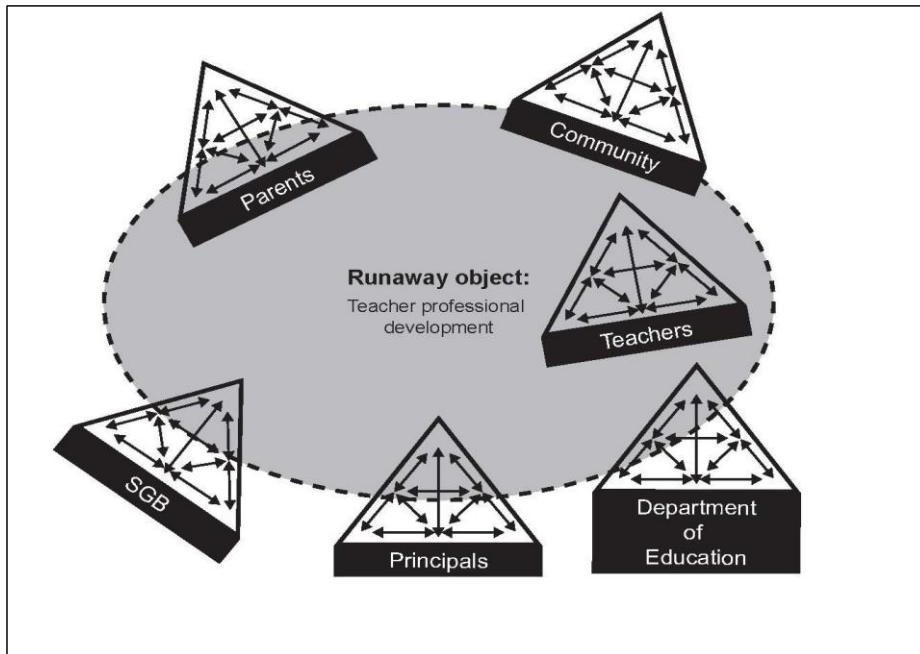 Parents
Community
Runaway object:
Teacher professional
development
Teachers
SGB
Principals
Department
of
Education